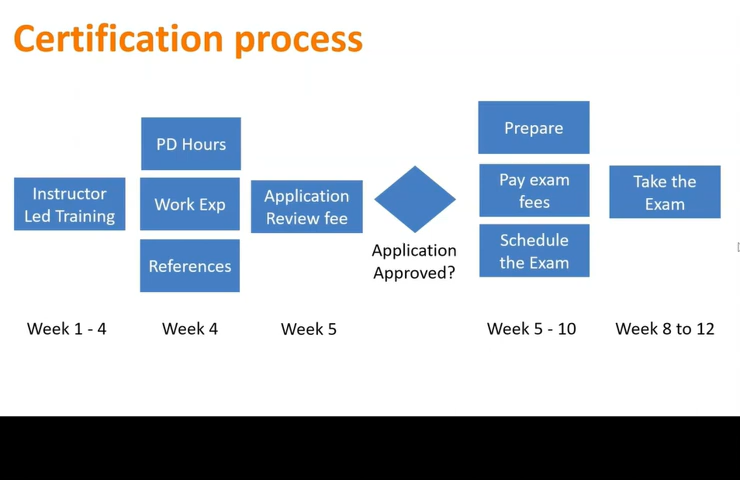 Certification process
Instructor
Led Training
PD Hours
Work Exp
References
Application
Review fee
Application
Approved?
Prepare
Pay exam
fees
Schedule
the Exam
Take the
Exam
Week 1 - 4
Week 4
Week 5
Week 5 - 10
Week 8 to 12